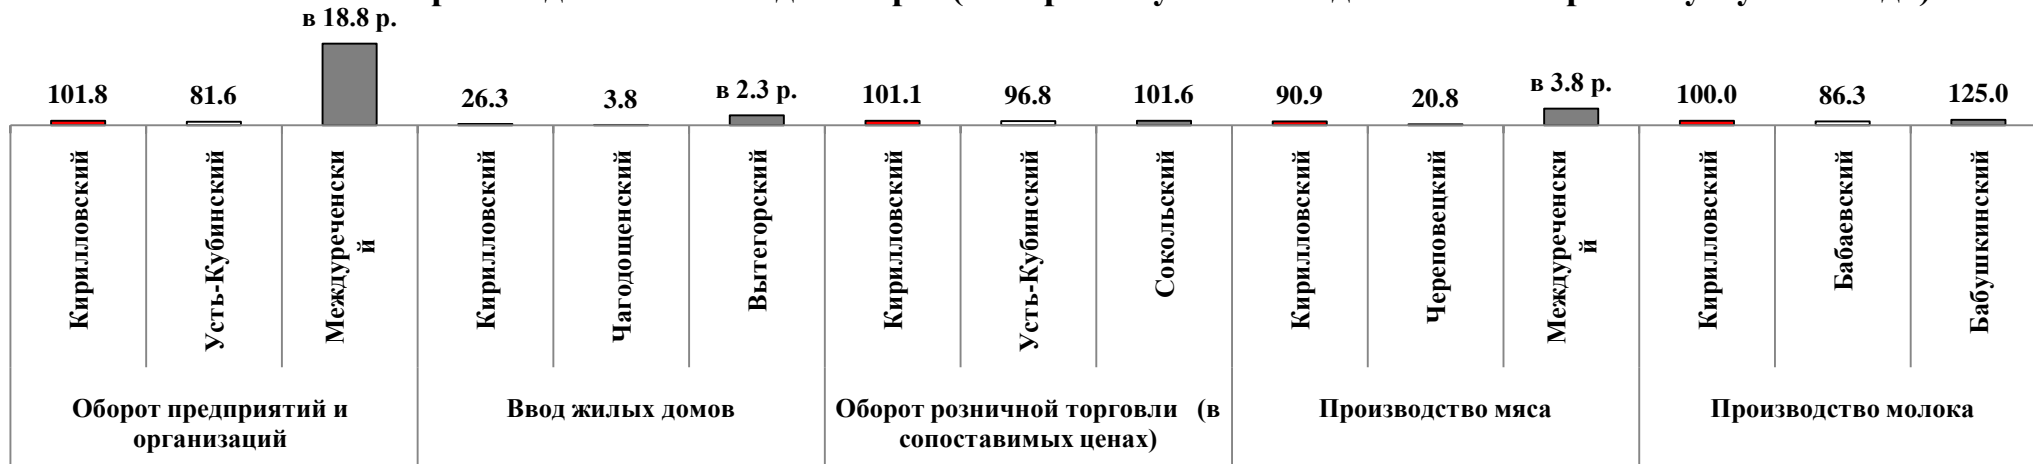 в 18.8 р.
101.8
81.6
26.3
3.8
в 2.3 р.
101.1
96.8
101.6
90.9
20.8
в 3.8 р.
100.0
86.3
125.0
Кирилловский
Усть-Кубинский
Междуреченски
й
Кирилловский
Чагодощенский
Вытегорский
Кирилловский
Усть-Кубинский
Сокольский
Кирилловский
Череповецкий
Междуреченски
й
Кирилловский
Бабаевский
Бабушкинский
Оборот предприятий и
организаций
Ввод жилых домов
Оборот розничной торговли (в
сопоставимых ценах)
Производство мяса
Производство молока